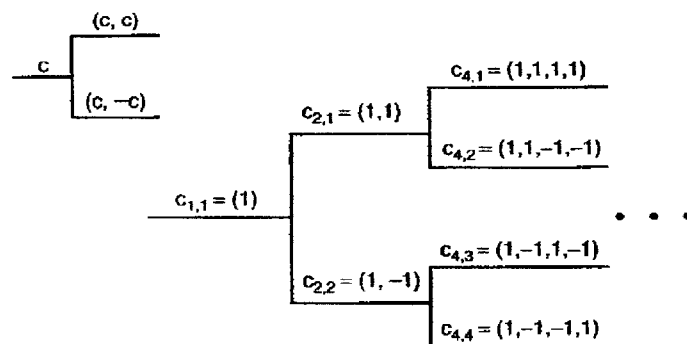 (c, c)
c
(c, −c)
c4,1 = (1,1,1,1)
c2,1 = (1,1)
c4,2 = (1,1,-1,-1)
c1,1 = (1)
c4,3 = (1,-1,1,-1)
c2,2 = (1, -1)
c4,4 = (1,-1,-1,1)